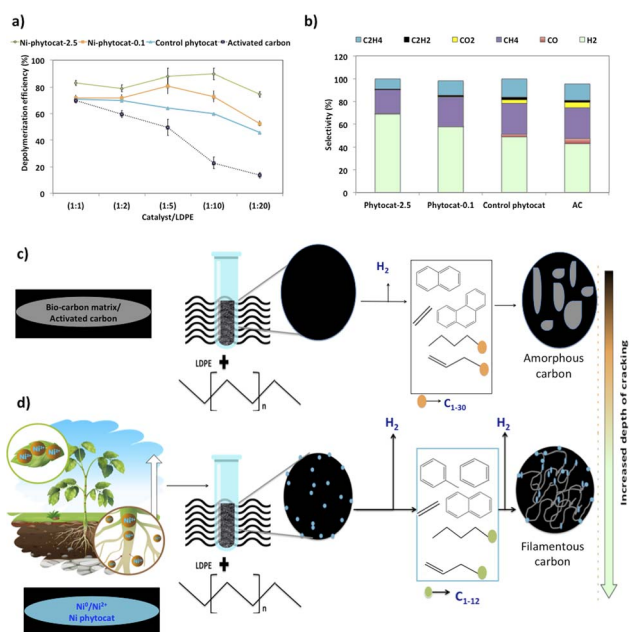 a)
Ni-phytocat-2.5 Ni-phytocat-0.1 Control phytocat Activated carbon
Depolymerization efficiency (%)
100
80
60
40
20
0
(1:1) (1:2) (1:5) (1:10) (1:20)
Catalyst/LDPE
b)
C2H4 C2H2 CO2 CH4 CO H2
Selectivity (%)
120
100
80
60
40
20
0
Phytocat-2.5 Phytocat-0.1 Control phytocat AC
c)
Bio-carbon matrix/
Activated carbon
LDPE +
n
H2
C1-30
Amorphous
carbon
Increased depth of cracking
d)
Ni2+
Ni0/Ni2+
Ni phytocat
LDPE +
n
H2
H2
C1-12
Filamentous
carbon